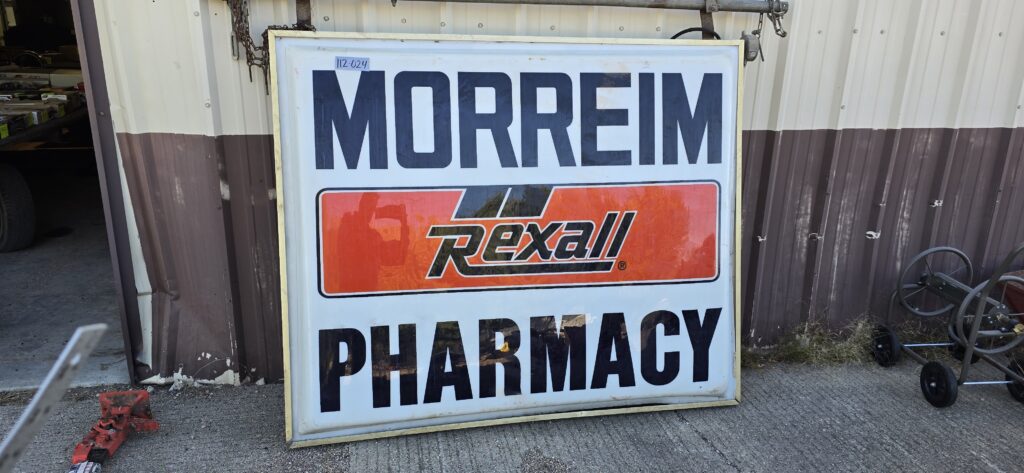 112-024
MORREIM
Rexall ®
PHARMACY